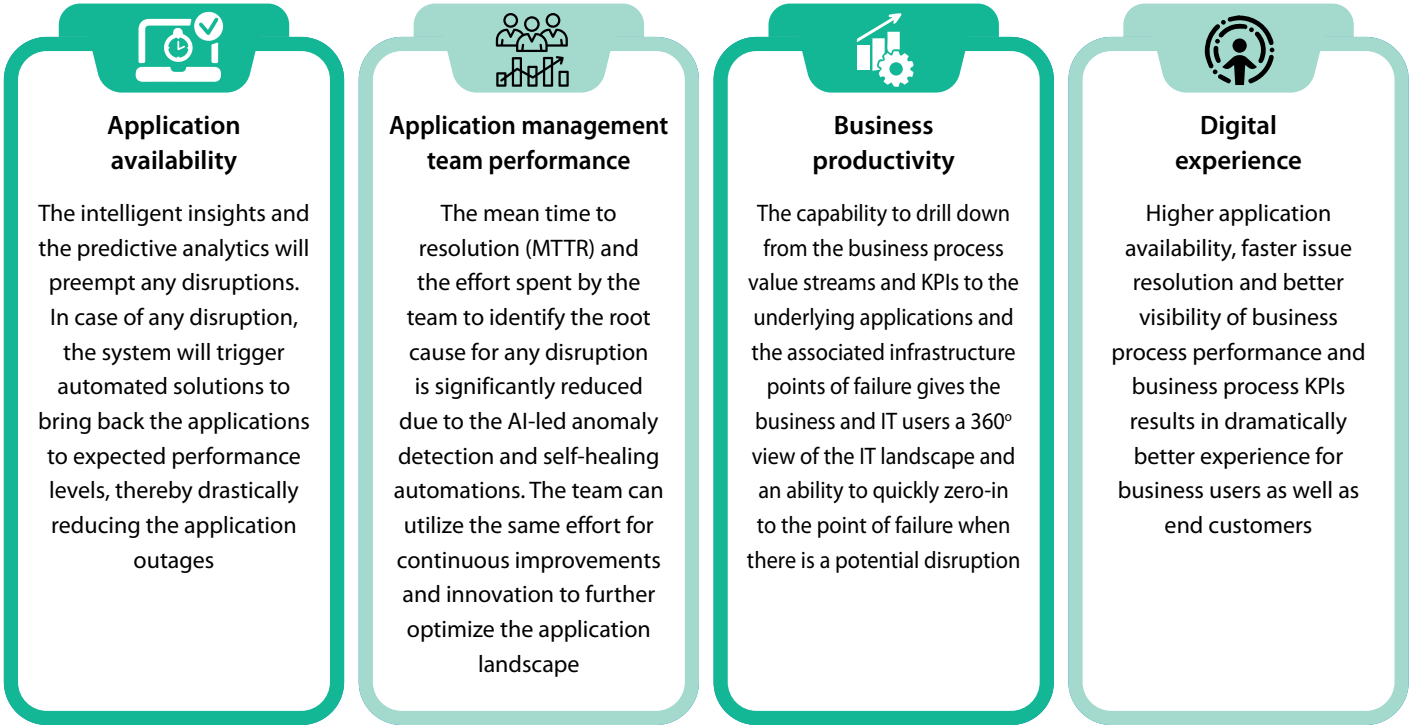 Application
availability
The intelligent insights and
the predictive analytics will
preempt any disruptions.
In case of any disruption,
the system will trigger
automated solutions to
bring back the applications
to expected performance
levels, thereby drastically
reducing the application
outages
Application management
team performance
The mean time to
resolution (MTTR) and
the effort spent by the
team to identify the root
cause for any disruption
is significantly reduced
due to the AI-led anomaly
detection and self-healing
automations. The team can
utilize the same effort for
continuous improvements
and innovation to further
optimize the application
landscape
Business
productivity
The capability to drill down
from the business process
value streams and KPIs to the
underlying applications and
the associated infrastructure
points of failure gives the
business and IT users a 360º
view of the IT landscape and
an ability to quickly zero-in
to the point of failure when
there is a potential disruption
Digital
experience
Higher application
availability, faster issue
resolution and better
visibility of business
process performance and
business process KPIs
results in dramatically
better experience for
business users as well as
end customers